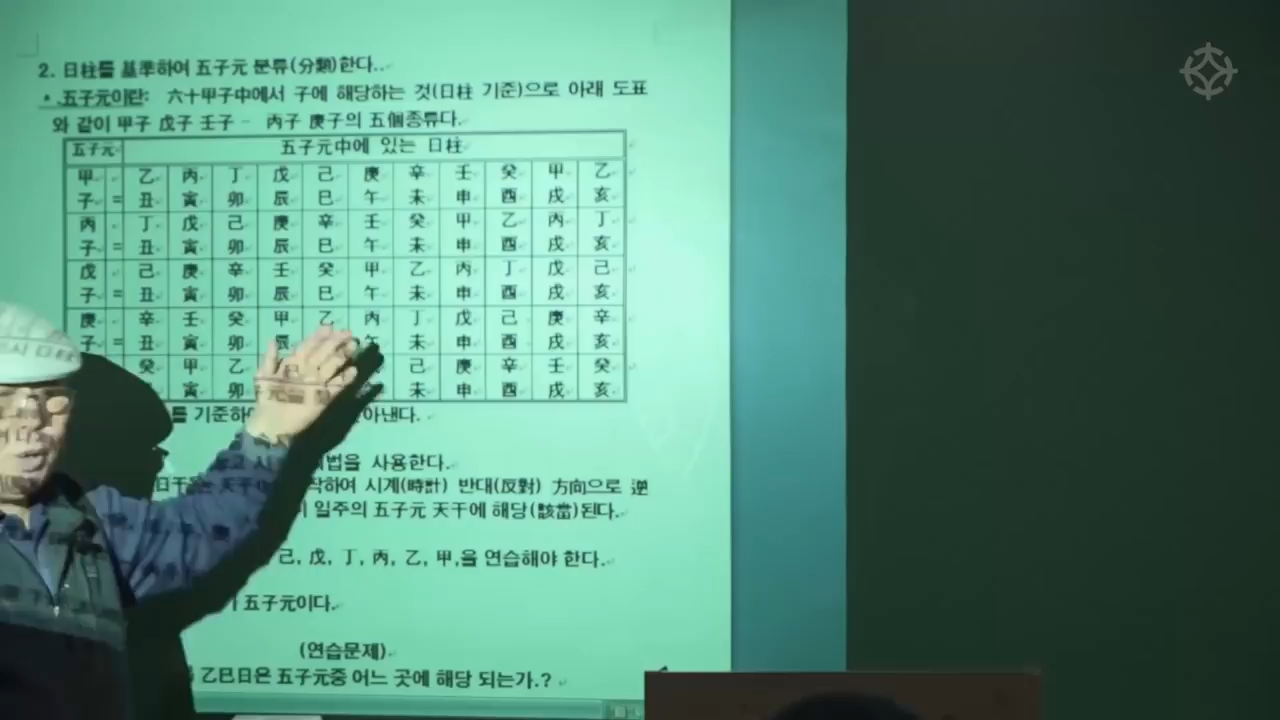 2. 日柱를 基準하여 五子元 분류(分類)한다..
• .五子元이란: 六十甲子中에서 子에 해당하는 것(日柱 기준)으로 아래 도표
와 같이 甲子 戊子 壬子 - 丙子 庚子의 五個종류다.
五子元 五子元中에 있는 日柱
甲 乙 丙 丁 戊 己 庚 辛 壬 癸 甲 乙
子 = 丑 寅 卯 辰 巳 午 未 申 酉 戌 亥
丙 丁 戊 己 庚 辛 壬 癸 甲 乙 丙 丁
子 = 丑 寅 卯 辰 巳 午 未 申 酉 戌 亥
戊 己 庚 辛 壬 癸 甲 乙 丙 丁 戊 己
子 = 丑 寅 卯 辰 巳 午 未 申 酉 戌 亥
庚 辛 壬 癸 甲 乙 丙 丁 戊 己 庚 辛
子 = 丑 寅 卯 辰 午 未 申 酉 戌 亥
癸 甲 乙 己 庚 辛 壬 癸
寅 卯 巳 未 申 酉 戌 亥
를 기준하여 아낸다.
법을 사용한다.
日干 天干 작하여 시계(時計) 반대(反對) 方向으로 逆
일주의 五子元 天干에 해당(該當)된다.
己, 戊, 丁, 丙, 乙, 甲,을 연습해야 한다.
五子元이다.
(연습문제)
乙巳日은 五子元중 어느 곳에 해당 되는가.?